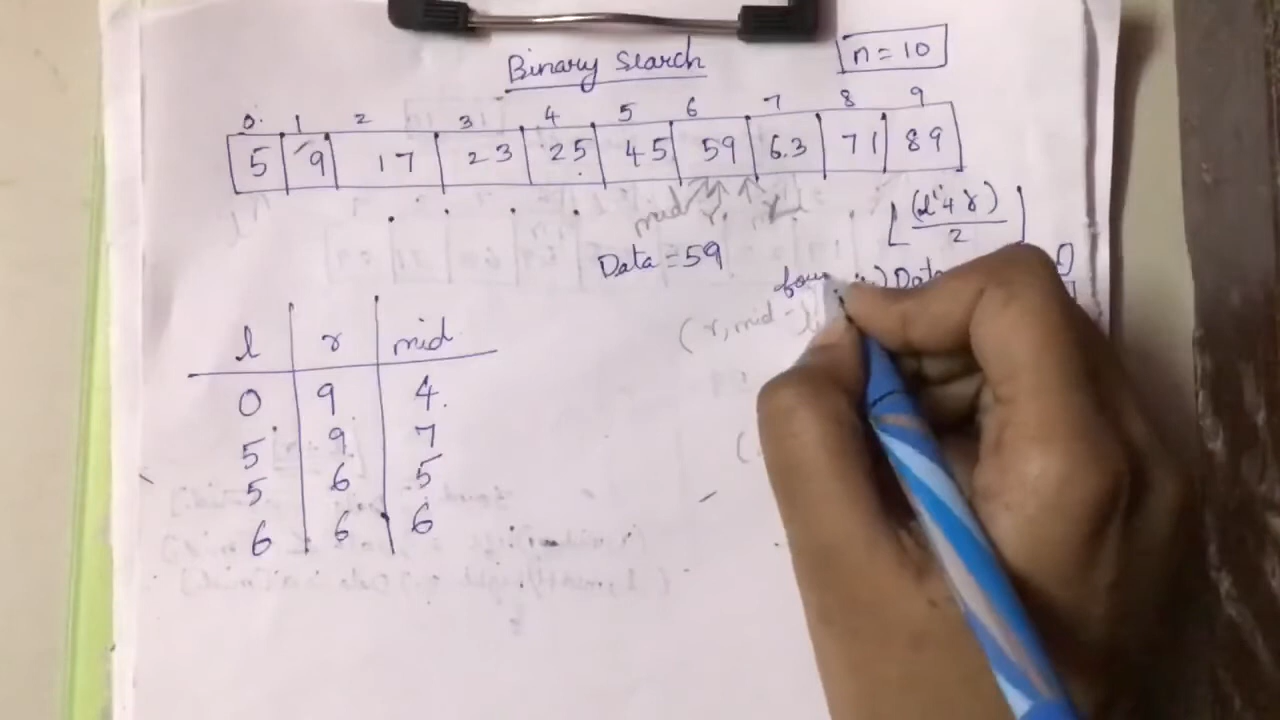 Binary Search
n = 10
0 1 2 3 4 5 6 7 8 9
5 9 17 23 25 45 59 63 71 89
mid r
Data = 59
(l + r)
2
l r mid
0 9 4
5 9 7
5 6 5
6 6 6
(r, mid-